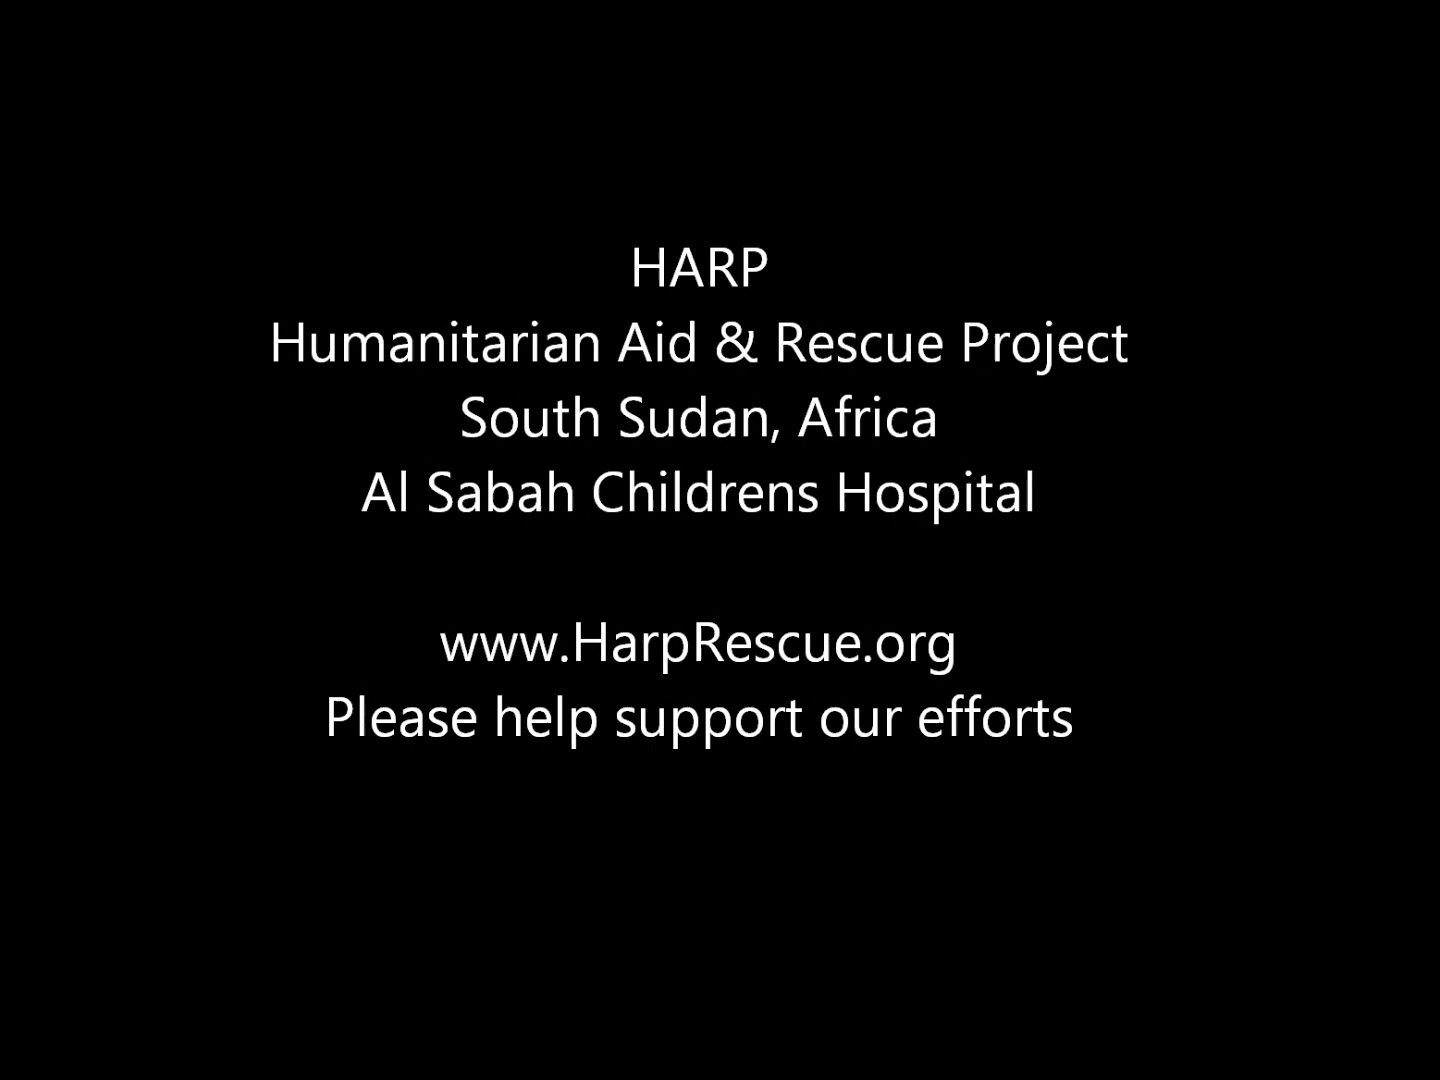 HARP
Humanitarian Aid & Rescue Project
South Sudan, Africa
Al Sabah Childrens Hospital
www.HarpRescue.org
Please help support our efforts